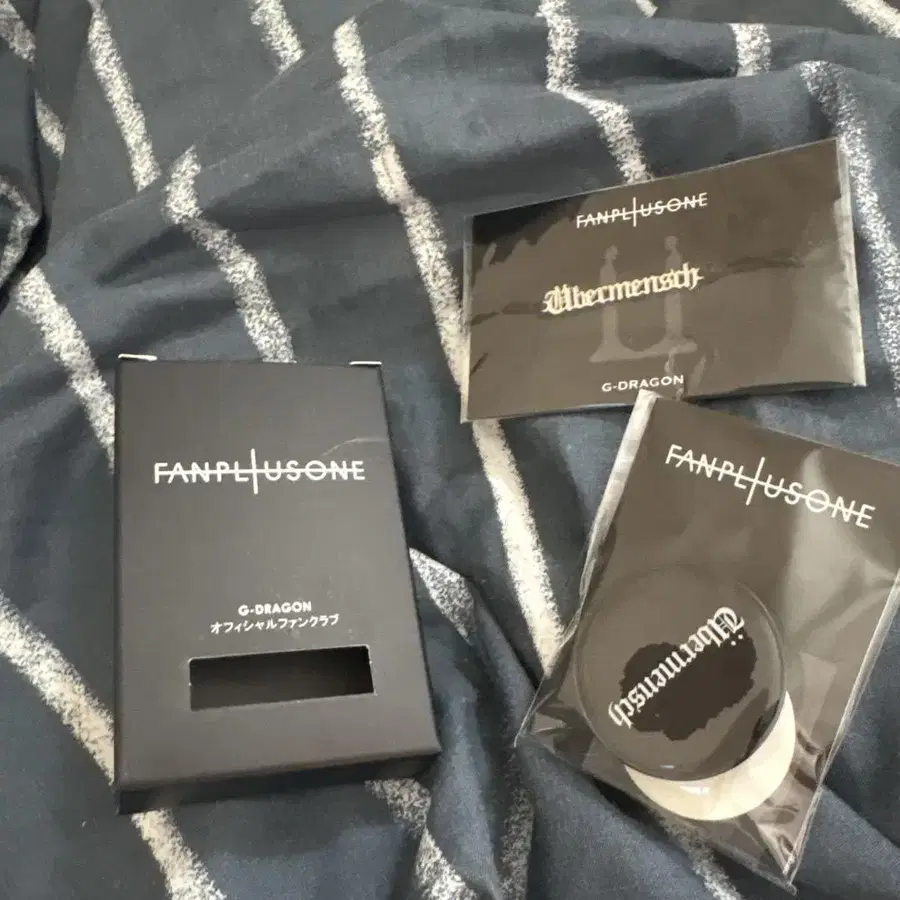 FANPLUSONE
Übermensch
G-DRAGON
FANPLUSONE
G-DRAGON
オフィシャルファンクラブ
FANPLUSONE
Übermensch